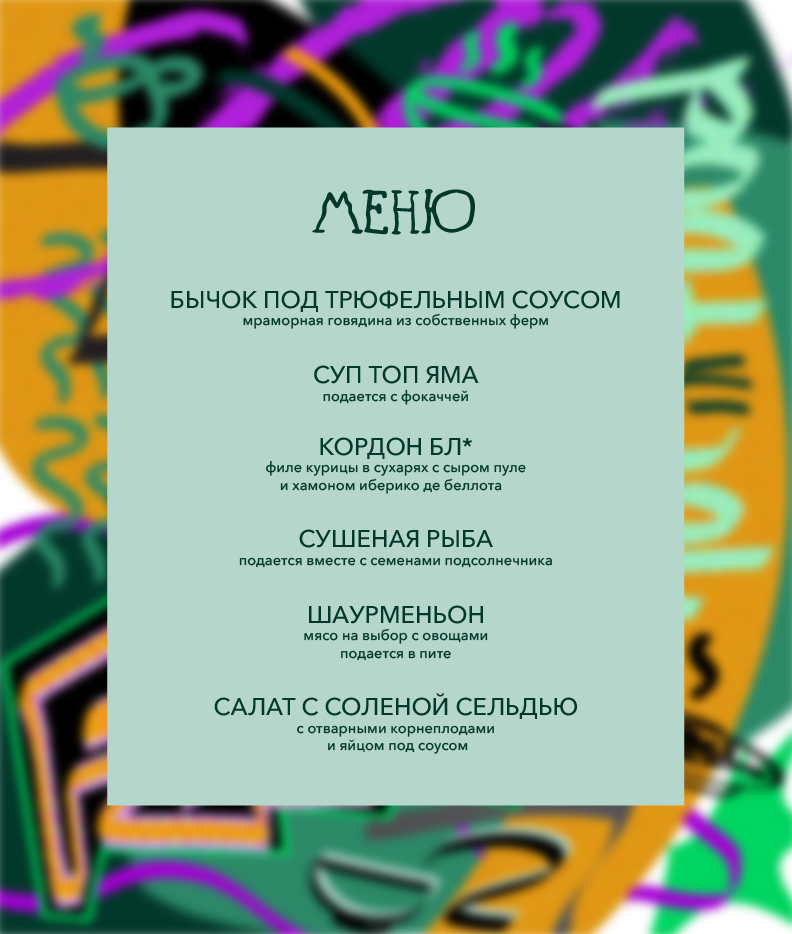 МЕНЮ
БЫЧОК ПОД ТРЮФЕЛЬНЫМ СОУСОМ
мраморная говядина из собственных ферм
СУП ТОП ЯМА
подается с фокаччей
КОРДОН БЛ*
филе курицы в сухарях с сыром пуле
и хамоном иберико де беллота
СУШЕНАЯ РЫБА
подается вместе с семенами подсолнечника
ШАУРМЕНЬОН
мясо на выбор с овощами
подается в пите
САЛАТ С СОЛЕНОЙ СЕЛЬДЬЮ
с отварными корнеплодами
и яйцом под соусом